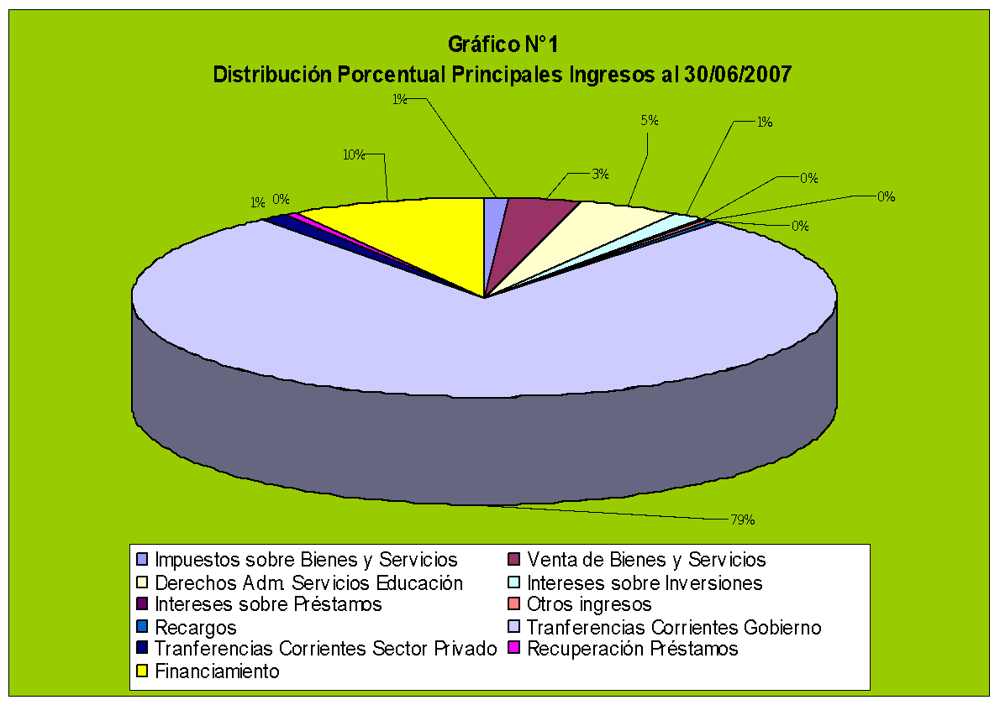 Gráfico N°1
Distribución Porcentual Principales Ingresos al 30/06/2007
1%
5%
1%
10%
3%
0%
1%
0%
0%
0%
79%
Impuestos sobre Bienes y Servicios
Venta de Bienes y Servicios
Derechos Adm. Servicios Educación
Intereses sobre Inversiones
Intereses sobre Préstamos
Otros ingresos
Recargos
Tranferencias Corrientes Gobierno
Tranferencias Corrientes Sector Privado
Recuperación Préstamos
Financiamiento